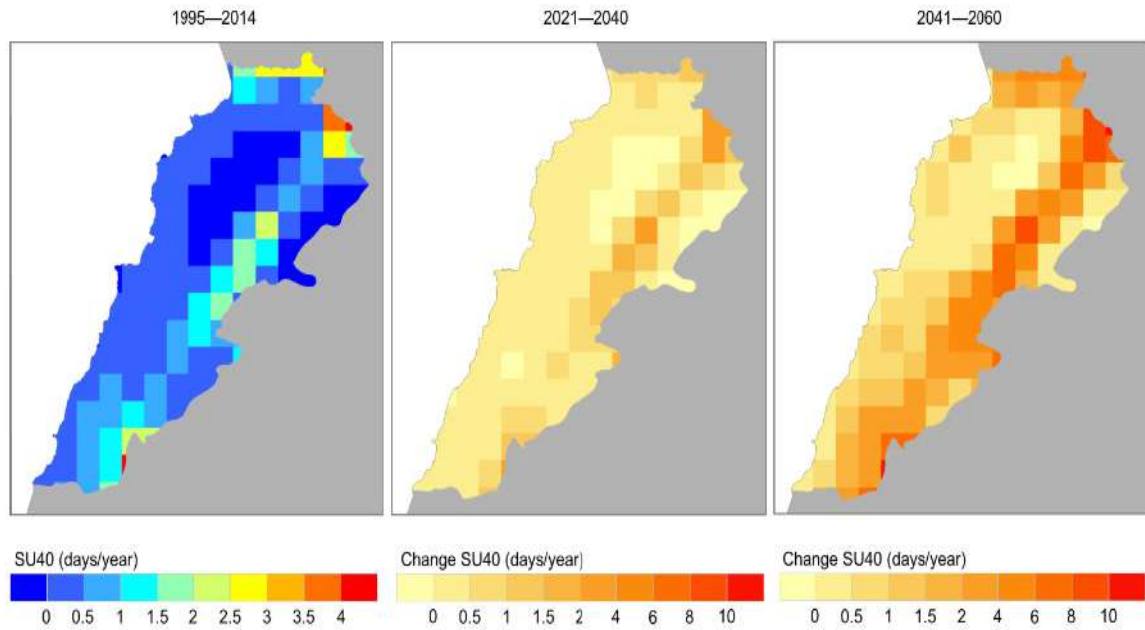 1995—2014
2021—2040
2041—2060
SU40 (days/year)
0 0.5 1 1.5 2 2.5 3 3.5 4
Change SU40 (days/year)
0 0.5 1 1.5 2 4 6 8 10
Change SU40 (days/year)
0 0.5 1 1.5 2 4 6 8 10